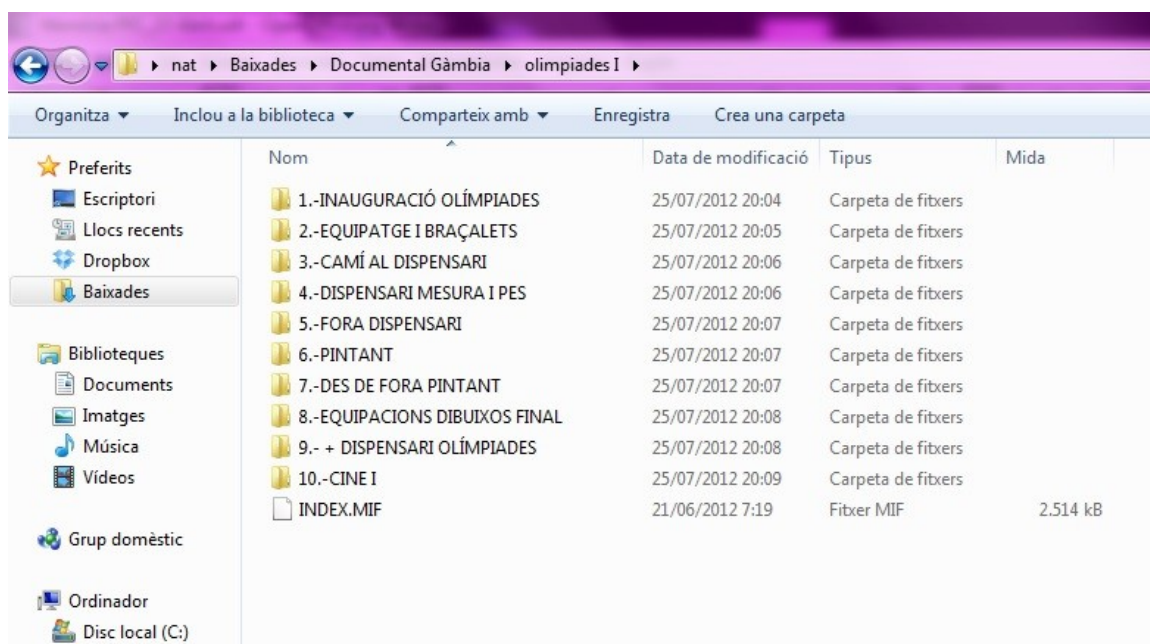 nat ▸ Baixades ▸ Documental Gàmbia ▸ olimpiades I ▸
Organitza Inclou a la biblioteca Comparteix amb Enregistra Crea una carpeta
Preferits
Escriptori
Llocs recents
Dropbox
Baixades
Biblioteques
Documents
Imatges
Música
Vídeos
Grup domèstic
Ordinador
Disc local (C:)
Nom Data de modificació Tipus Mida
1.-INAUGURACIÓ OLÍMPIADES 25/07/2012 20:04 Carpeta de fitxers
2.-EQUIPATGE I BRAÇALETS 25/07/2012 20:05 Carpeta de fitxers
3.-CAMÍ AL DISPENSARI 25/07/2012 20:06 Carpeta de fitxers
4.-DISPENSARI MESURA I PES 25/07/2012 20:06 Carpeta de fitxers
5.-FORA DISPENSARI 25/07/2012 20:07 Carpeta de fitxers
6.-PINTANT 25/07/2012 20:07 Carpeta de fitxers
7.-DES DE FORA PINTANT 25/07/2012 20:07 Carpeta de fitxers
8.-EQUIPACIONS DIBUIXOS FINAL 25/07/2012 20:08 Carpeta de fitxers
9.- + DISPENSARI OLÍMPIADES 25/07/2012 20:08 Carpeta de fitxers
10.-CINE I 25/07/2012 20:09 Carpeta de fitxers
INDEX.MIF 21/06/2012 7:19 Fitxer MIF 2.514 kB